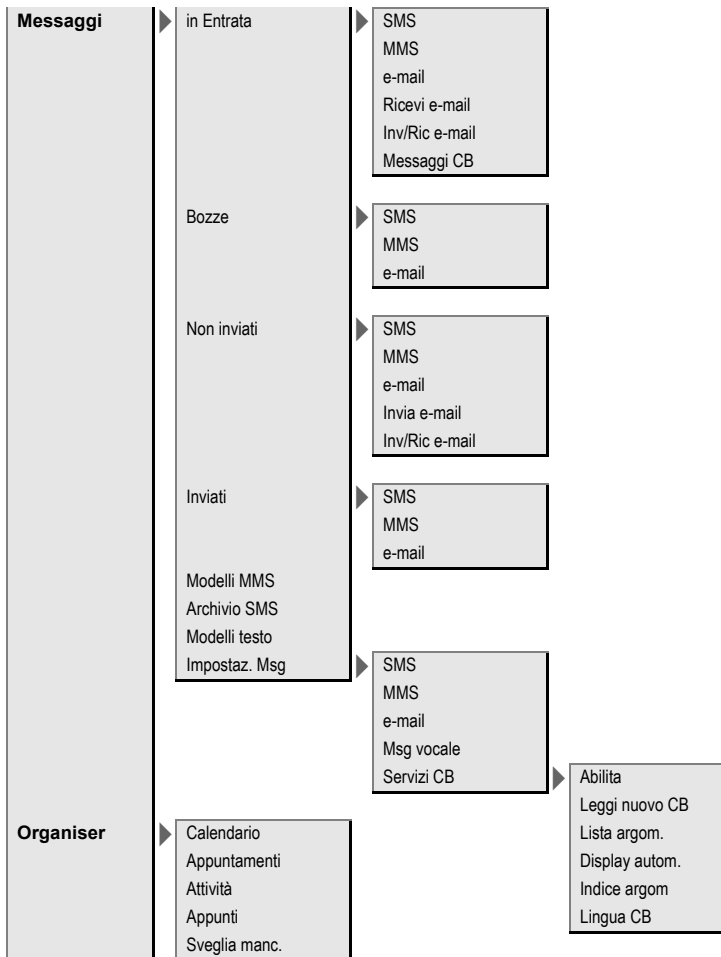 Messaggi
in Entrata
SMS
MMS
e-mail
Ricevi e-mail
Inv/Ric e-mail
Messaggi CB
Bozze
SMS
MMS
e-mail
Non inviati
SMS
MMS
e-mail
Invia e-mail
Inv/Ric e-mail
Inviati
SMS
MMS
e-mail
Modelli MMS
Archivio SMS
Modelli testo
Impostaz. Msg
SMS
MMS
e-mail
Msg vocale
Servizi CB
Abilita
Leggi nuovo CB
Lista argom.
Display autom.
Indice argom
Lingua CB
Organiser
Calendario
Appuntamenti
Attività
Appunti
Sveglia manc.